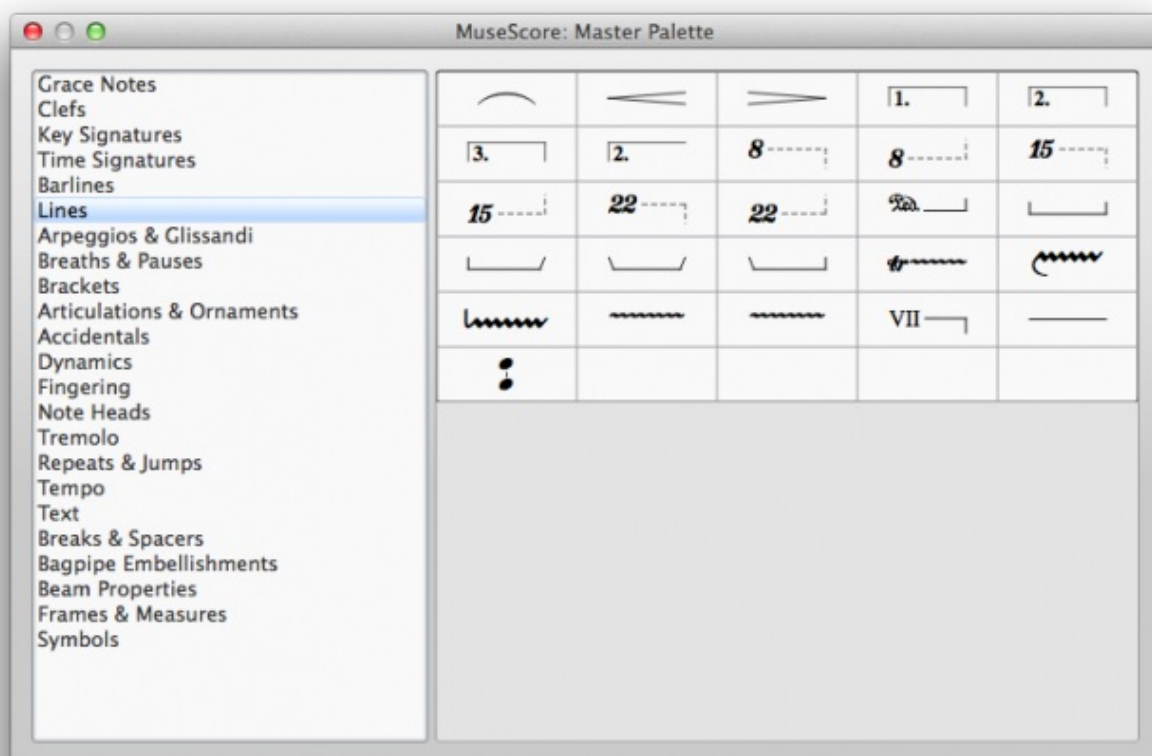 MuseScore: Master Palette
Grace Notes
Clefs
Key Signatures
Time Signatures
Barlines
Lines
Arpeggios & Glissandi
Breaths & Pauses
Brackets
Articulations & Ornaments
Accidentals
Dynamics
Fingering
Note Heads
Tremolo
Repeats & Jumps
Tempo
Text
Breaks & Spacers
Bagpipe Embellishments
Beam Properties
Frames & Measures
Symbols
1. 2.
3. 2. 8 8 15
15 22 22 Ped.
tr
VII